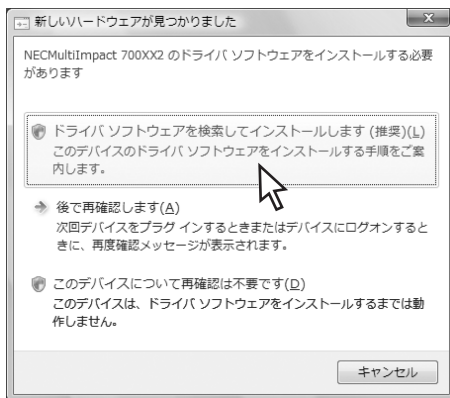 新しいハードウェアが見つかりました
NECMultiImpact 700XX2 のドライバ ソフトウェアをインストールする必要
があります
ドライバ ソフトウェアを検索してインストールします (推奨)(L)
このデバイスのドライバ ソフトウェアをインストールする手順をご案
内します。
後で再確認します(A)
次回デバイスをプラグ インするときまたはデバイスにログオンすると
きに、再度確認メッセージが表示されます。
このデバイスについて再確認は不要です(D)
このデバイスは、ドライバ ソフトウェアをインストールするまでは動
作しません。
キャンセル